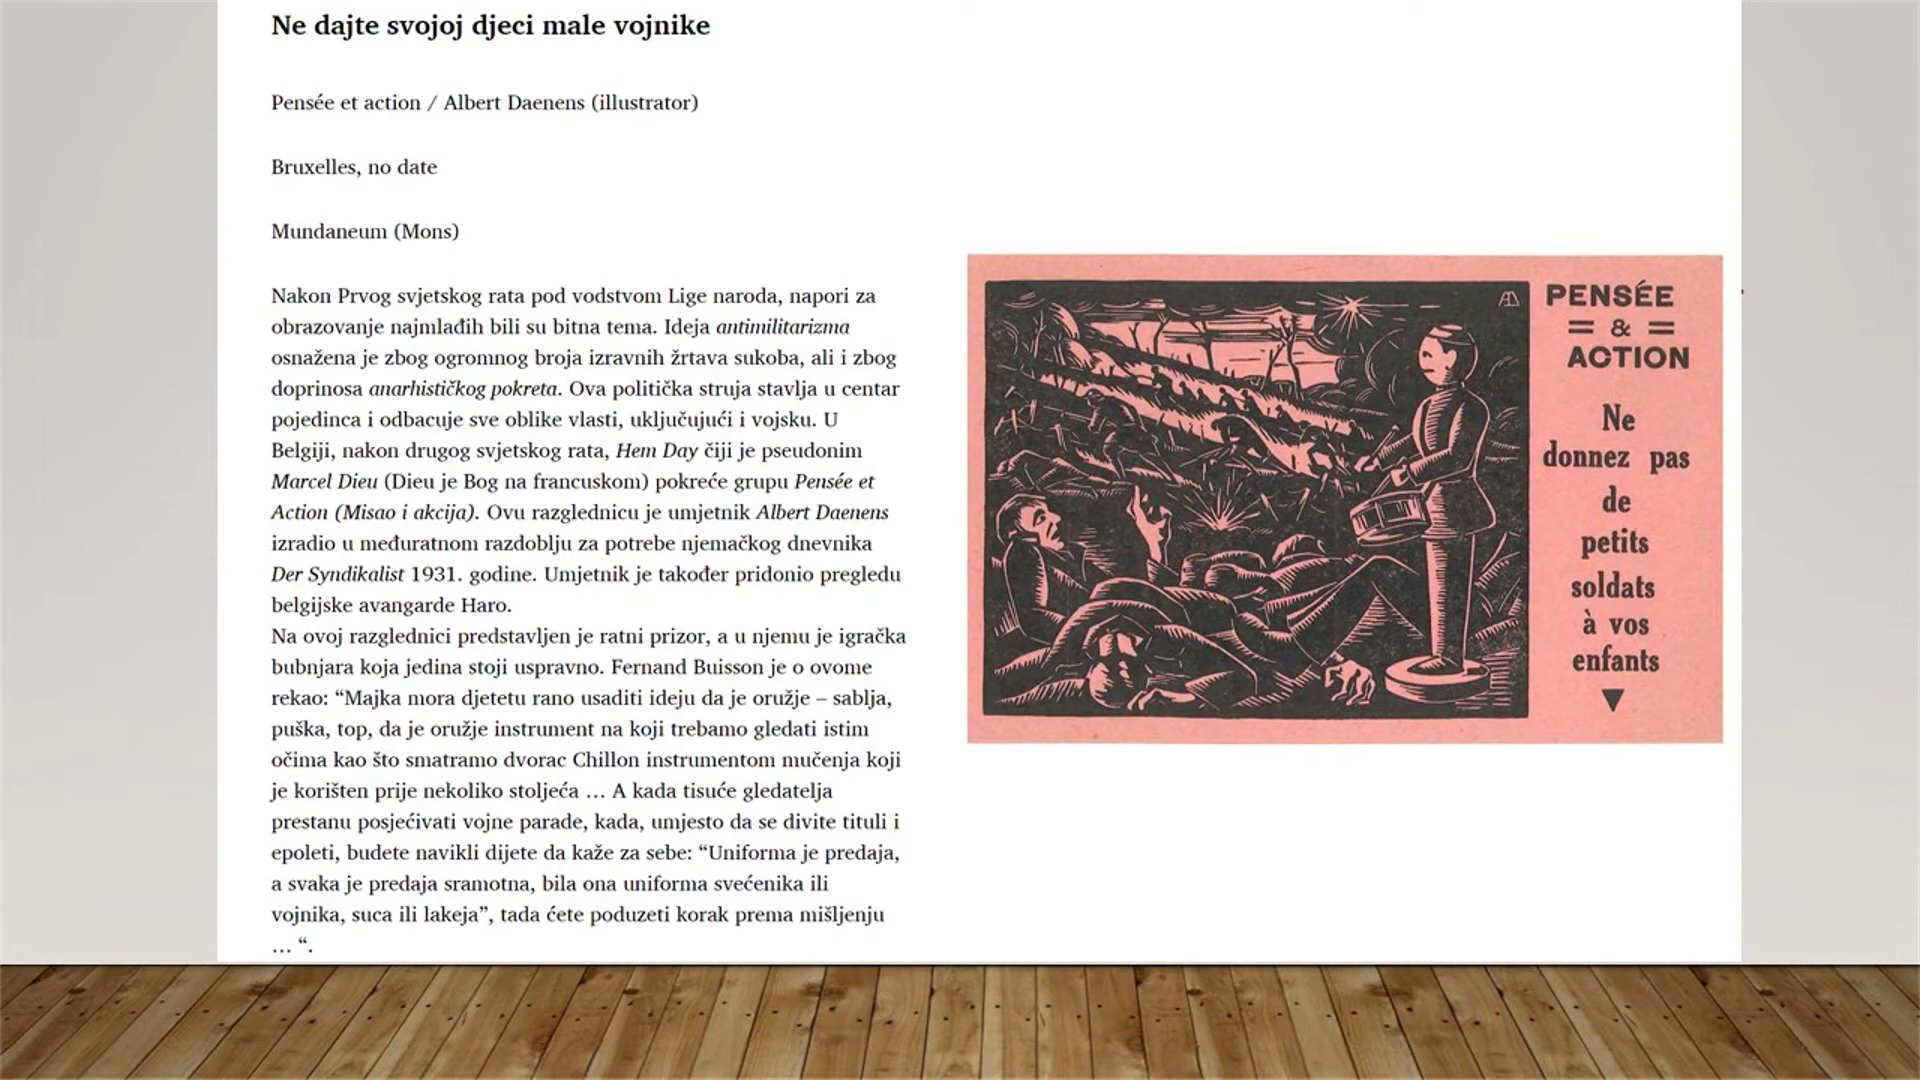 Ne dajte svojoj djeci male vojnike
Pensée et action / Albert Daenens (illustrator)
Bruxelles, no date
Mundaneum (Mons)
Nakon Prvog svjetskog rata pod vodstvom Lige naroda, napori za
obrazovanje najmlađih bili su bitna tema. Ideja antimilitarizma
osnažena je zbog ogromnog broja izravnih žrtava sukoba, ali i zbog
doprinosa anarhističkog pokreta. Ova politička struja stavlja u centar
pojedinca i odbacuje sve oblike vlasti, uključujući i vojsku. U
Belgiji, nakon drugog svjetskog rata, Hem Day čiji je pseudonim
Marcel Dieu (Dieu je Bog na francuskom) pokreće grupu Pensée et
Action (Misao i akcija). Ovu razglednicu je umjetnik Albert Daenens
izradio u međuratnom razdoblju za potrebe njemačkog dnevnika
Der Syndikalist 1931. godine. Umjetnik je također pridonio pregledu
belgijske avangarde Haro.
Na ovoj razglednici predstavljen je ratni prizor, a u njemu je igračka
bubnjara koja jedina stoji uspravno. Fernand Buisson je o ovome
rekao: “Majka mora djetetu rano usaditi ideju da je oružje – sablja,
puška, top, da je oružje instrument na koji trebamo gledati istim
očima kao što smatramo dvorac Chillon instrumentom mučenja koji
je korišten prije nekoliko stoljeća … A kada tisuće gledatelja
prestanu posjećivati vojne parade, kada, umjesto da se divite tituli i
epoleti, budete navikli dijete da kaže za sebe: “Uniforma je predaja,
a svaka je predaja sramotna, bila ona uniforma svećenika ili
vojnika, suca ili lakeja”, tada ćete poduzeti korak prema mišljenju
… “.
PENSÉE
= & =
ACTION
Ne
donnez pas
de
petits
soldats
à vos
enfants